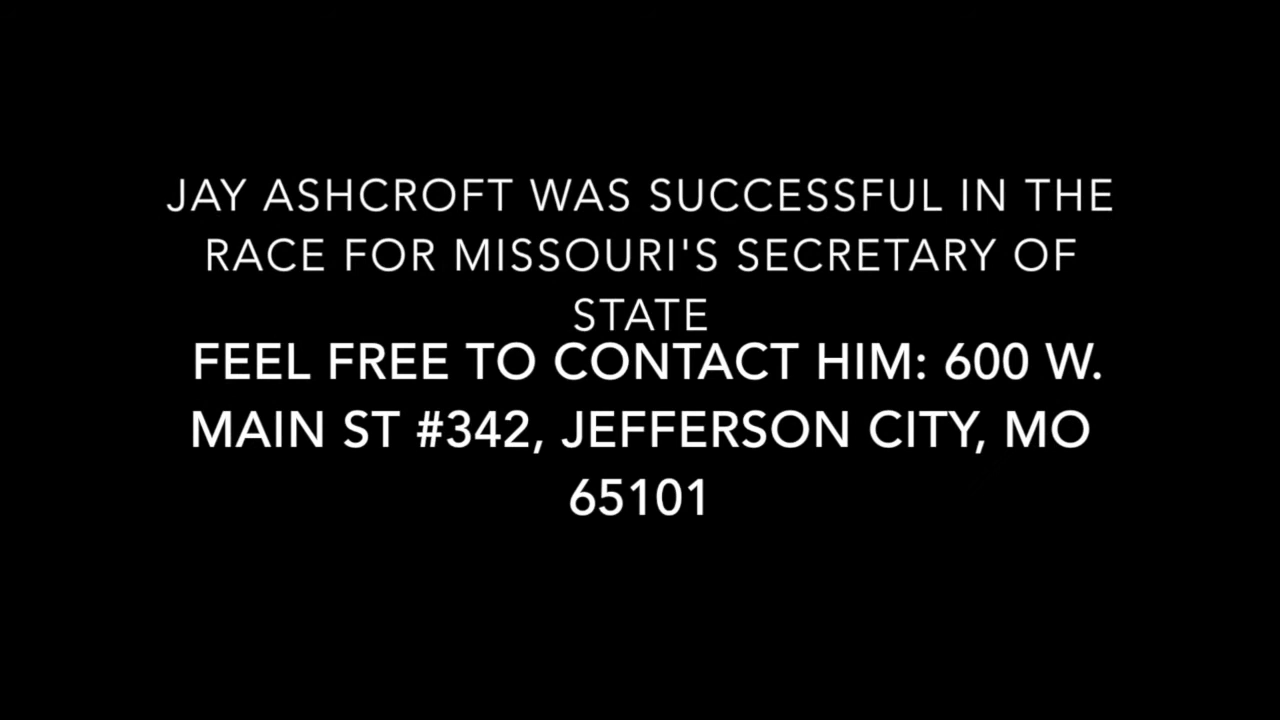 JAY ASHCROFT WAS SUCCESSFUL IN THE
RACE FOR MISSOURI'S SECRETARY OF
STATE
FEEL FREE TO CONTACT HIM: 600 W.
MAIN ST #342, JEFFERSON CITY, MO
65101